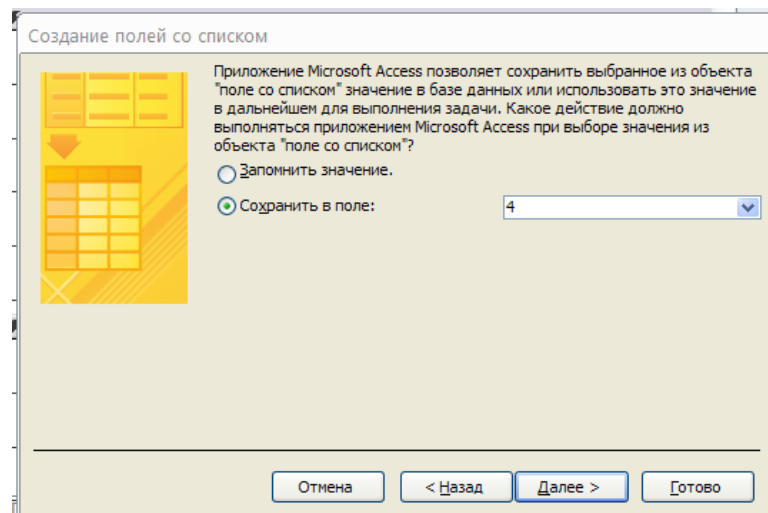 Создание полей со списком
Приложение Microsoft Access позволяет сохранить выбранное из объекта
"поле со списком" значение в базе данных или использовать это значение
в дальнейшем для выполнения задачи. Какое действие должно
выполняться приложением Microsoft Access при выборе значения из
объекта "поле со списком"?
Запомнить значение.
Сохранить в поле: 4
Отмена < Назад Далее > Готово